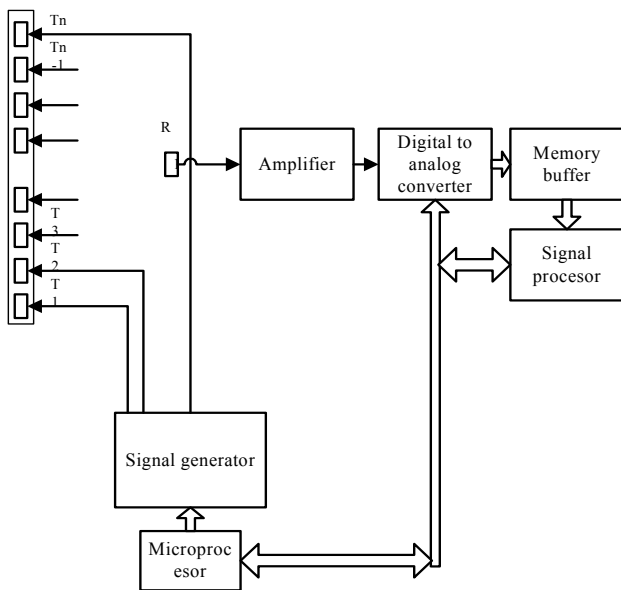 Tn
Tn
-1
R
1
Amplifier
Digital to
analog
converter
Memory
buffer
T
3
T
2
T
1
Signal
procesor
Signal generator
Microproc
esor